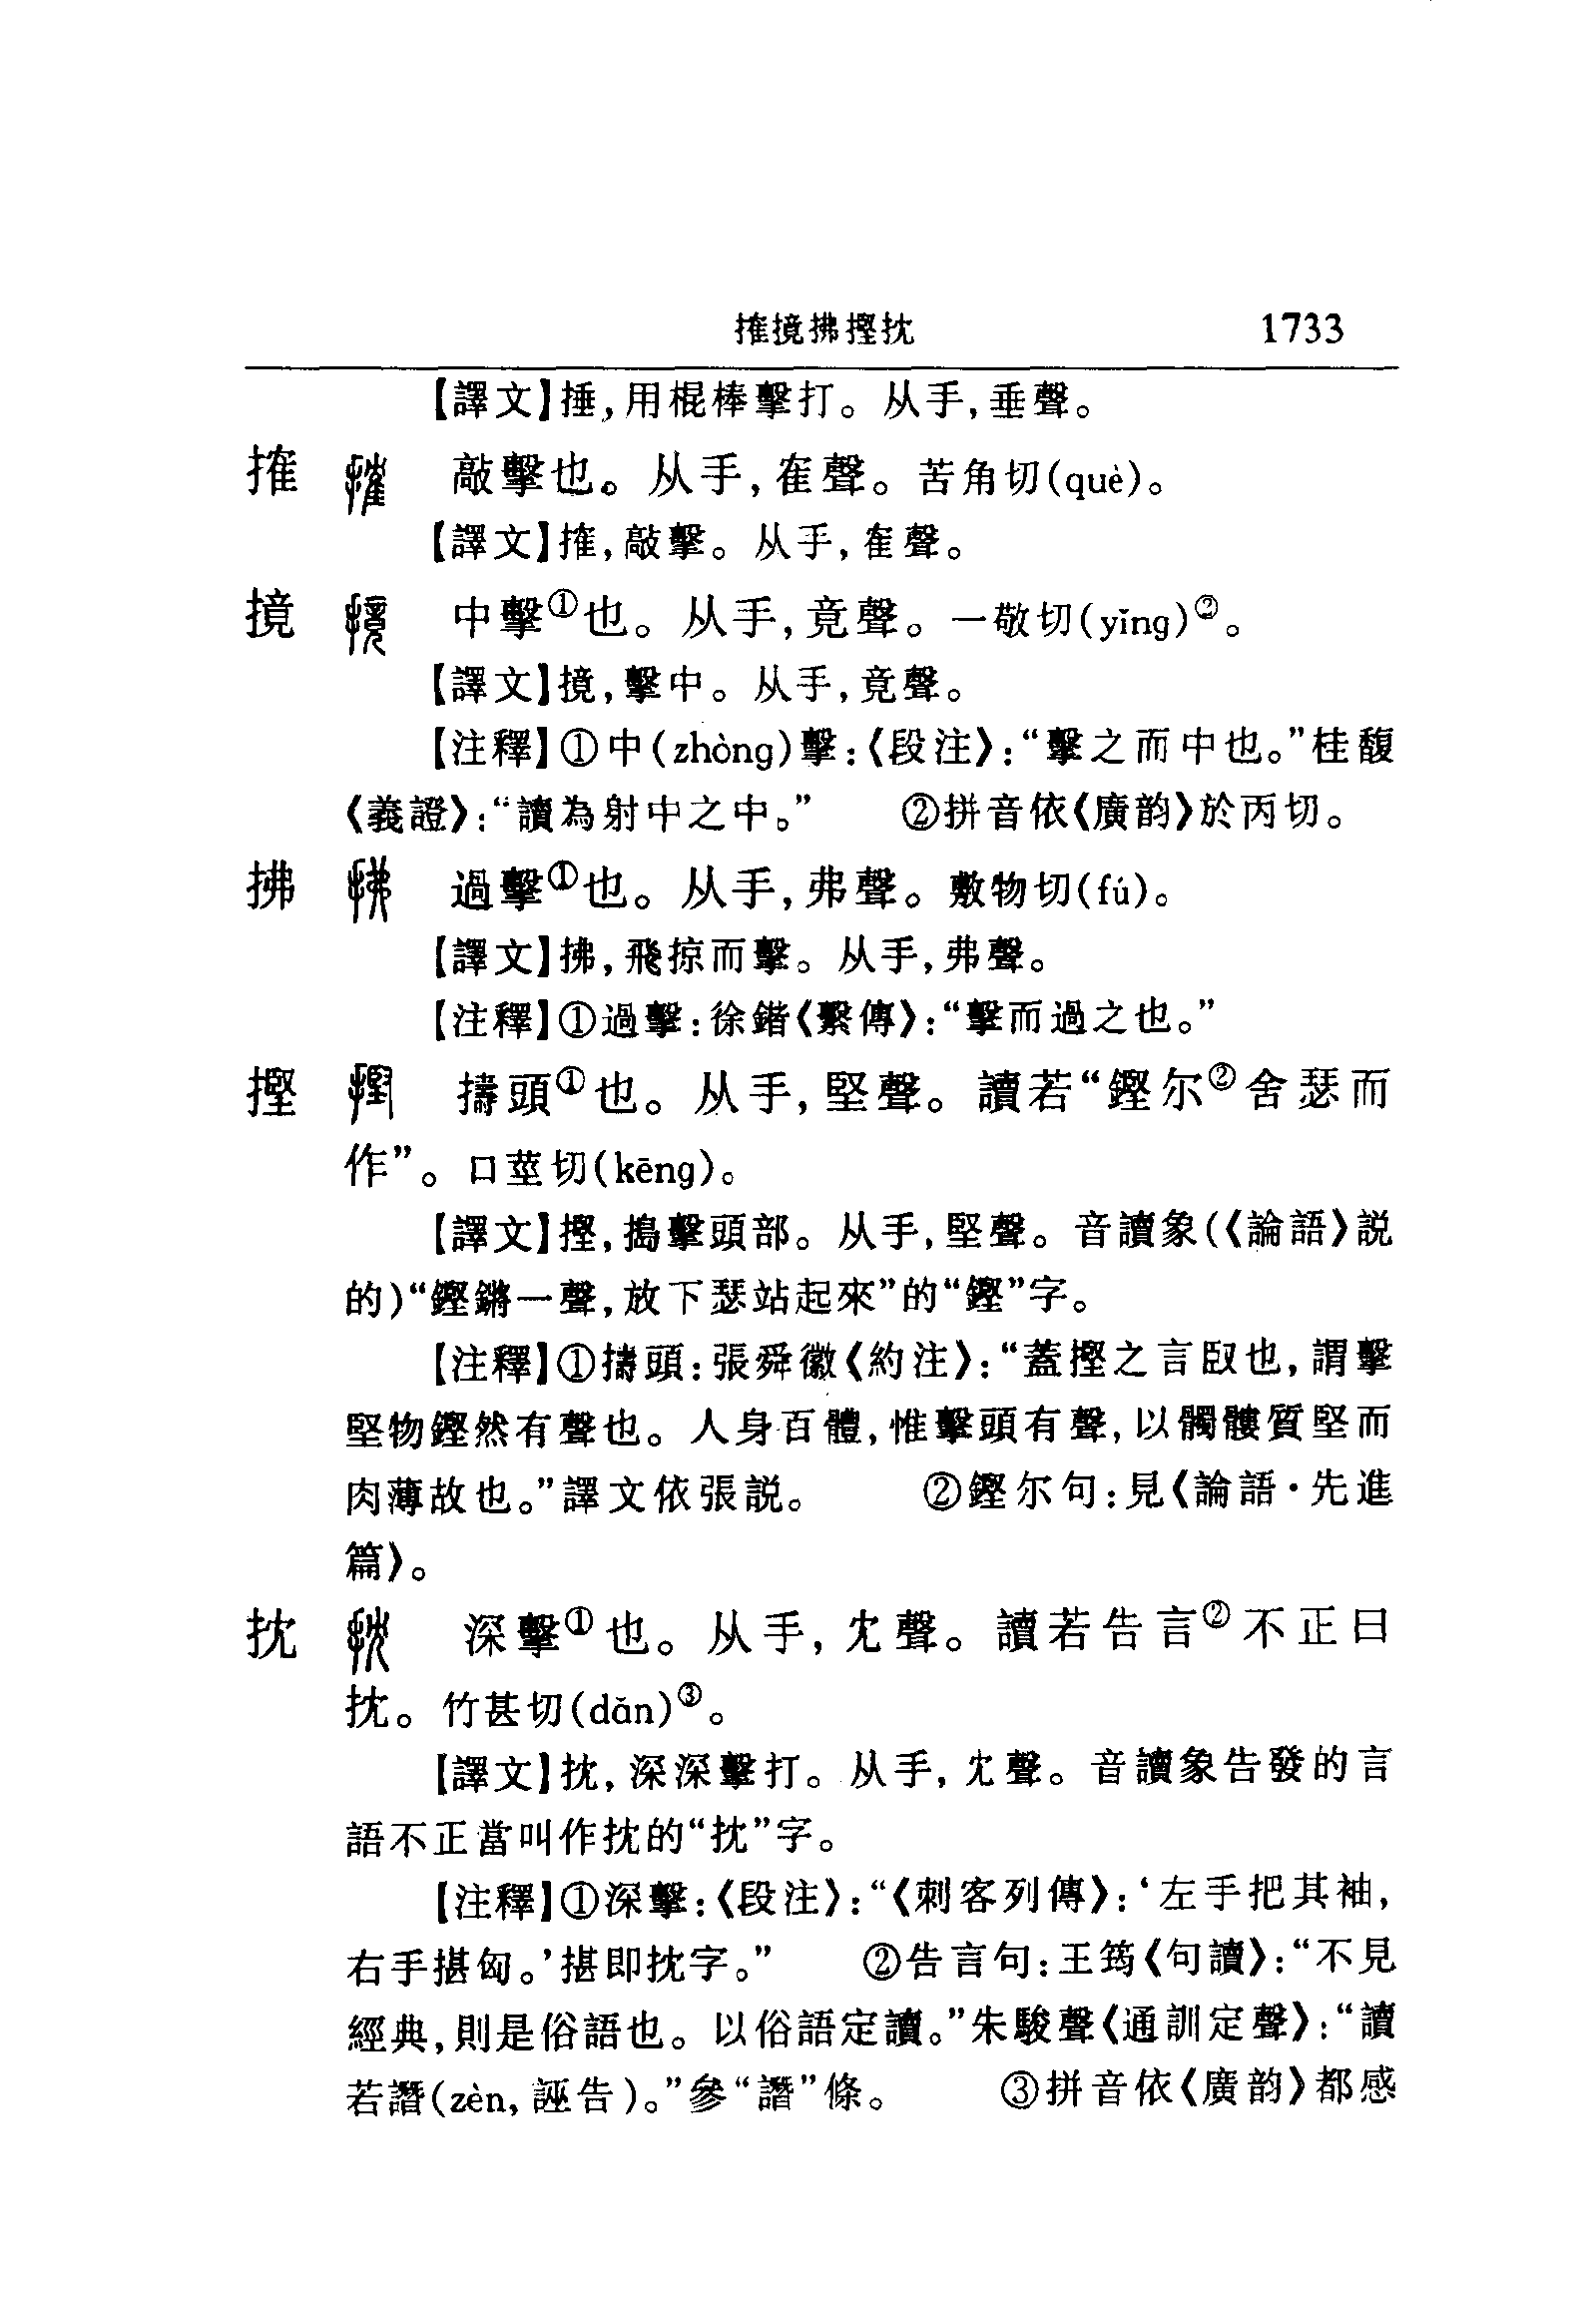 搉摬拂摼抌 1733
【譯文】捶，用棍棒擊打。从手，垂聲。
搉 敲擊也。从手，隺聲。苦角切(què)。
【譯文】搉，敲擊。从手，隺聲。
摬 中擊①也。从手，竟聲。一敬切(yǐng)②。
【譯文】摬，擊中。从手，竟聲。
【注釋】①中(zhòng)擊：《段注》：“擊之而中也。”桂馥
《義證》：“讀為射中之中。” ②拼音依《廣韵》於丙切。
拂 過擊①也。从手，弗聲。敷物切(fú)。
【譯文】拂，飛掠而擊。从手，弗聲。
【注釋】①過擊：徐鍇《繫傳》：“擊而過之也。”
摼 擣頭①也。从手，堅聲。讀若“鏗尔②舍瑟而
作”。口莖切(kēng)。
【譯文】摼，搗擊頭部。从手，堅聲。音讀象(《論語》説
的)“鏗鏘一聲，放下瑟站起來”的“鏗”字。
【注釋】①擣頭：張舜徽《約注》：“蓋摼之言臤也，謂擊
堅物鏗然有聲也。人身百體，惟擊頭有聲，以髑髏質堅而
肉薄故也。”譯文依張説。 ②鏗尔句：見《論語·先進
篇》。
抌 深擊①也。从手，冘聲。讀若告言②不正曰
抌。竹甚切(dǎn)③。
【譯文】抌，深深擊打。从手，冘聲。音讀象告發的言
語不正當叫作抌的“抌”字。
【注釋】①深擊：《段注》：“《刺客列傳》：‘左手把其袖，
右手揕匈。’揕即抌字。” ②告言句：王筠《句讀》：“不見
經典，則是俗語也。以俗語定讀。”朱駿聲《通訓定聲》：“讀
若譖(zèn，誣告)。”參“譖”條。 ③拼音依《廣韵》都感